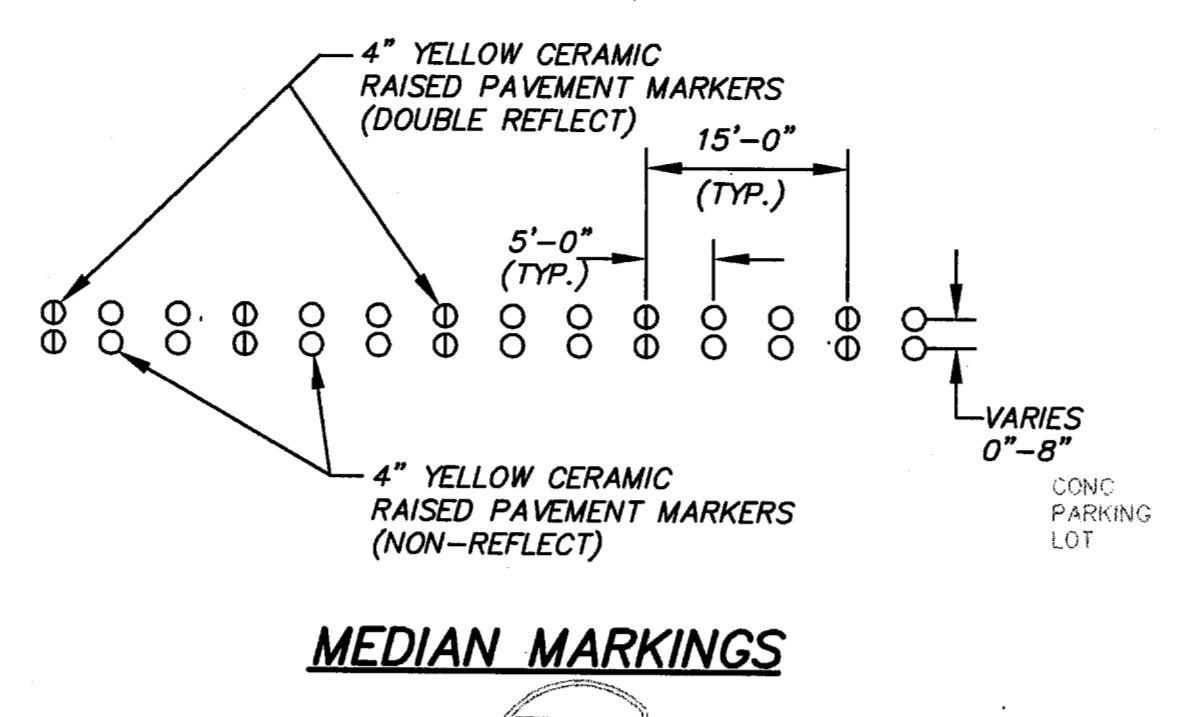 4" YELLOW CERAMIC
RAISED PAVEMENT MARKERS
(DOUBLE REFLECT)
15'-0"
(TYP.)
5'-0"
(TYP.)
VARIES
0"-8"
4" YELLOW CERAMIC
RAISED PAVEMENT MARKERS
(NON-REFLECT)
CONC
PARKING
LOT
MEDIAN MARKINGS